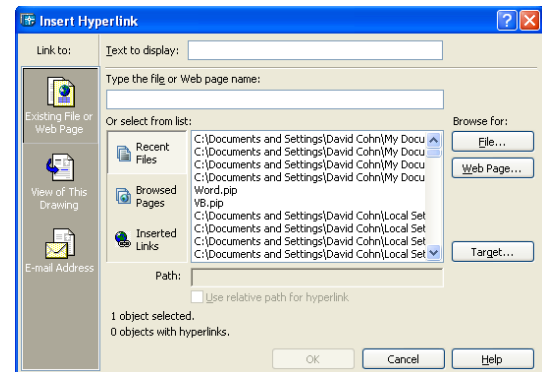 Insert Hyperlink
Link to:
Text to display:
Existing File or
Web Page
View of This
Drawing
E-mail Address
Type the file or Web page name:
Or select from list:
Recent
Files
Browsed
Pages
Inserted
Links
C:\Documents and Settings\David Cohn\My Docu
C:\Documents and Settings\David Cohn\My Docu
C:\Documents and Settings\David Cohn\My Docu
C:\Documents and Settings\David Cohn\My Docu
Word.pip
VB.pip
C:\Documents and Settings\David Cohn\Local Set
C:\Documents and Settings\David Cohn\Local Set
C:\Documents and Settings\David Cohn\Local Set
C:\Documents and Settings\David Cohn\Local Set
Browse for:
File...
Web Page...
Target...
Path:
Use relative path for hyperlink
1 object selected.
0 objects with hyperlinks.
OK
Cancel
Help